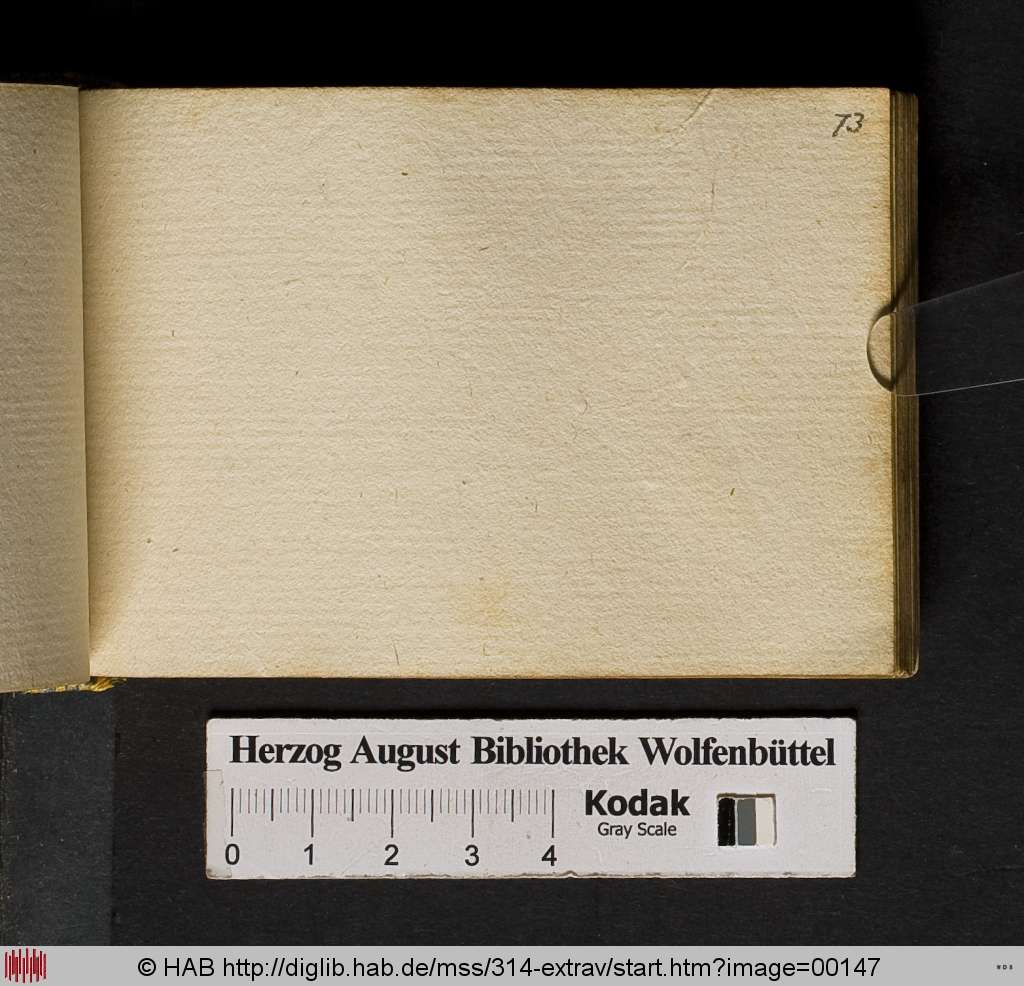 73
Herzog August Bibliothek Wolfenbüttel
Kodak
Gray Scale
0 1 2 3 4
© HAB http://diglib.hab.de/mss/314-extrav/start.htm?image=00147
WDB